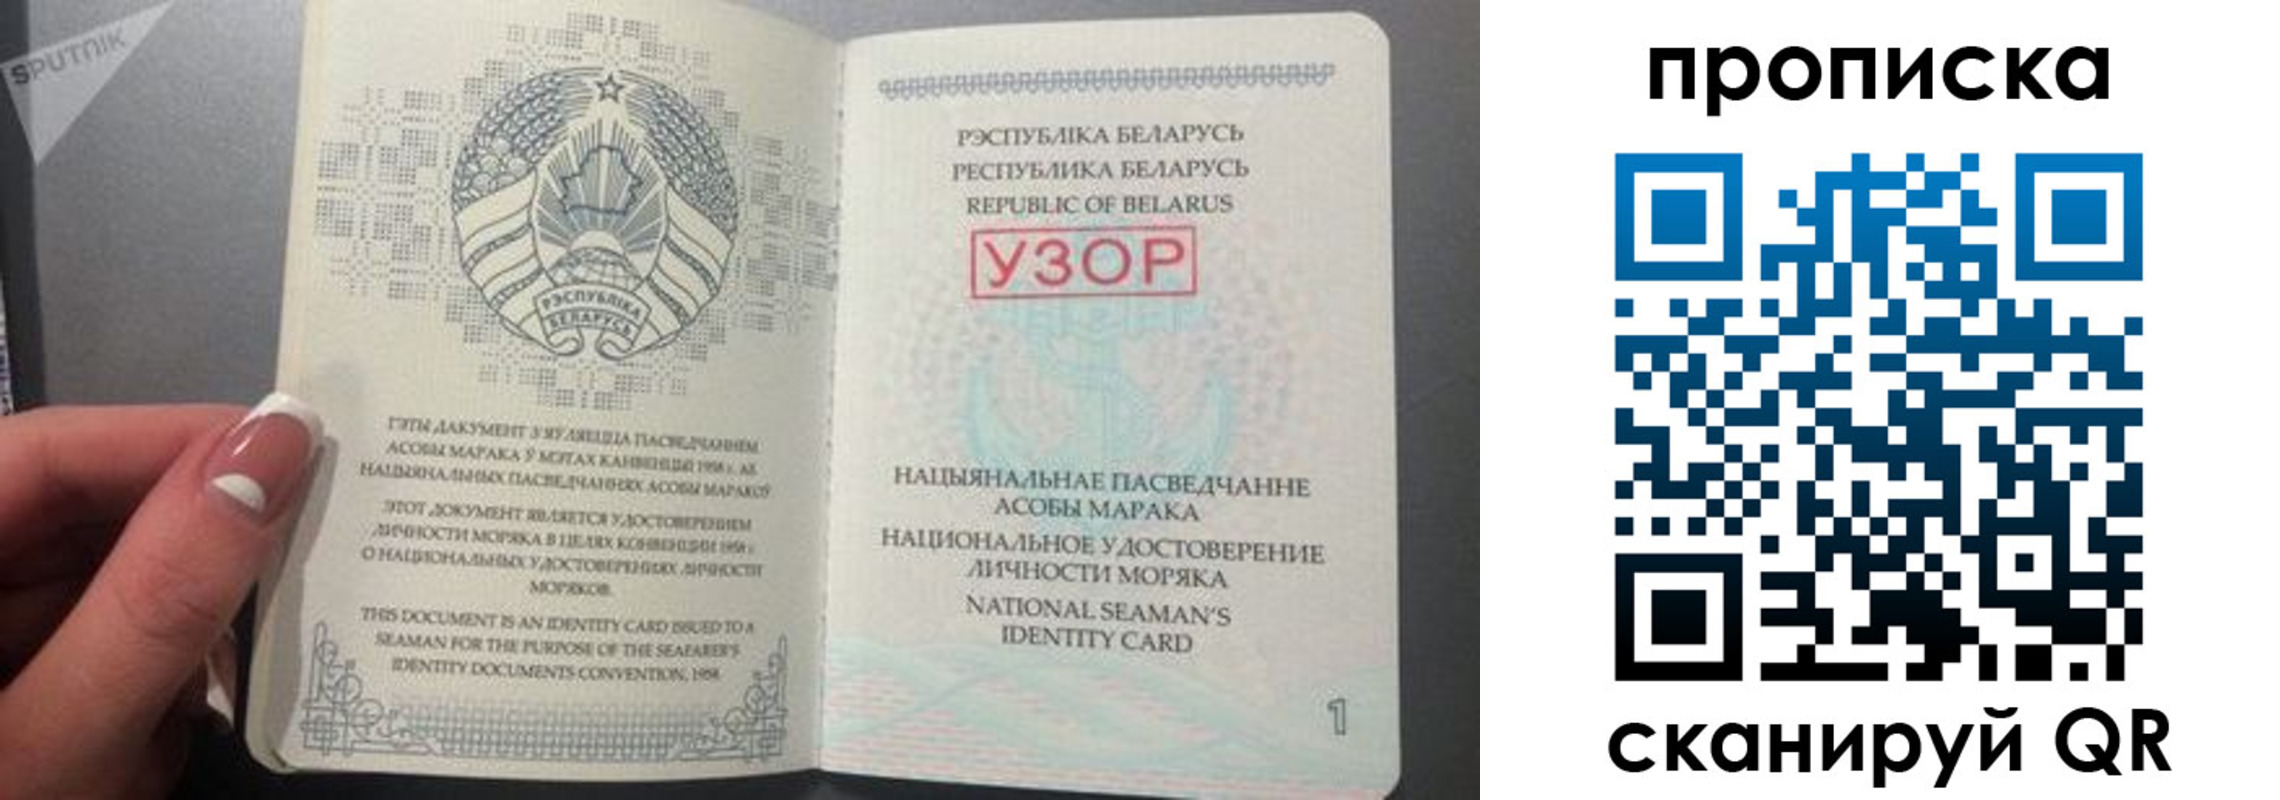 SPUTNIK
РЭСПУБЛІКА
БЕЛАРУСЬ
ГЭТЫ ДАКУМЕНТ З'ЯЎЛЯЕЦЦА ПАСВЕДЧАННЕМ
АСОБЫ МАРАКА Ў МЭТАХ КАНВЕНЦЫІ 1958 г. АБ
НАЦЫЯНАЛЬНЫХ ПАСВЕДЧАННЯХ АСОБЫ МАРАКОЎ
ЭТОТ ДОКУМЕНТ ЯВЛЯЕТСЯ УДОСТОВЕРЕНИЕМ
ЛИЧНОСТИ МОРЯКА В ЦЕЛЯХ КОНВЕНЦИИ 1958 г.
О НАЦИОНАЛЬНЫХ УДОСТОВЕРЕНИЯХ ЛИЧНОСТИ
МОРЯКОВ.
THIS DOCUMENT IS AN IDENTITY CARD ISSUED TO A
SEAMAN FOR THE PURPOSE OF THE SEAFARER'S
IDENTITY DOCUMENTS CONVENTION, 1958
РЭСПУБЛІКА БЕЛАРУСЬ
РЕСПУБЛИКА БЕЛАРУСЬ
REPUBLIC OF BELARUS
УЗОР
НАЦЫЯНАЛЬНАЕ ПАСВЕДЧАННЕ
АСОБЫ МАРАКА
НАЦИОНАЛЬНОЕ УДОСТОВЕРЕНИЕ
ЛИЧНОСТИ МОРЯКА
NATIONAL SEAMAN'S
IDENTITY CARD
1
прописка
сканируй QR